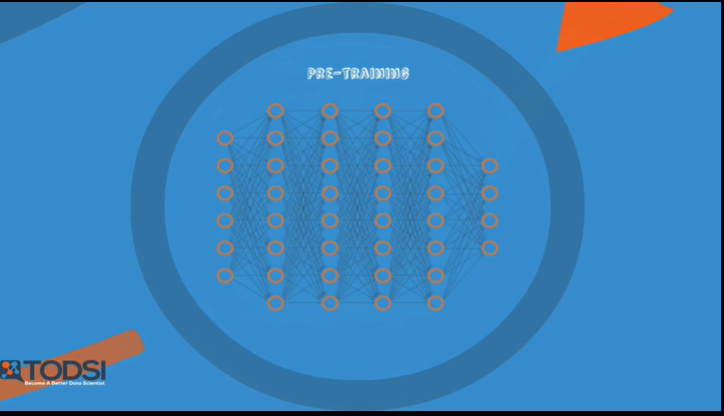 PRE-TRAINING
TODSI
Become A Better Data Scientist